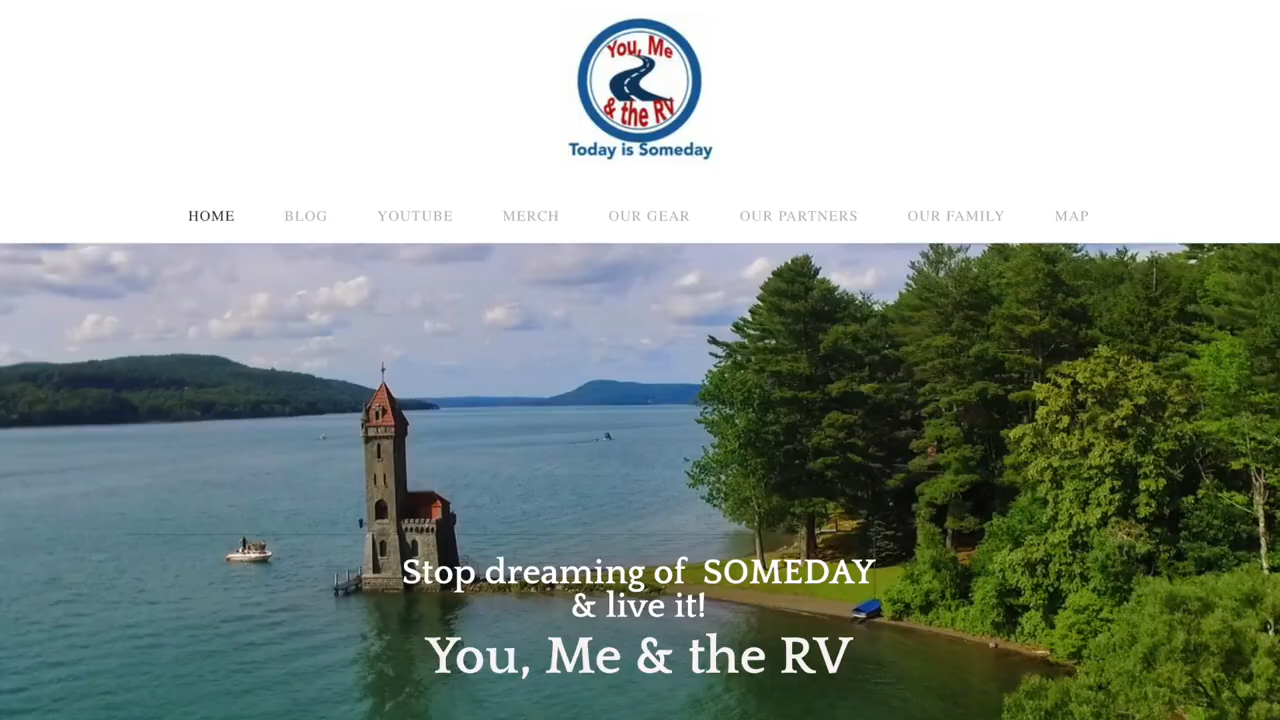 You, Me
& the RV
Today is Someday
HOME BLOG YOUTUBE MERCH OUR GEAR OUR PARTNERS OUR FAMILY MAP
Stop dreaming of SOMEDAY
& live it!
You, Me & the RV